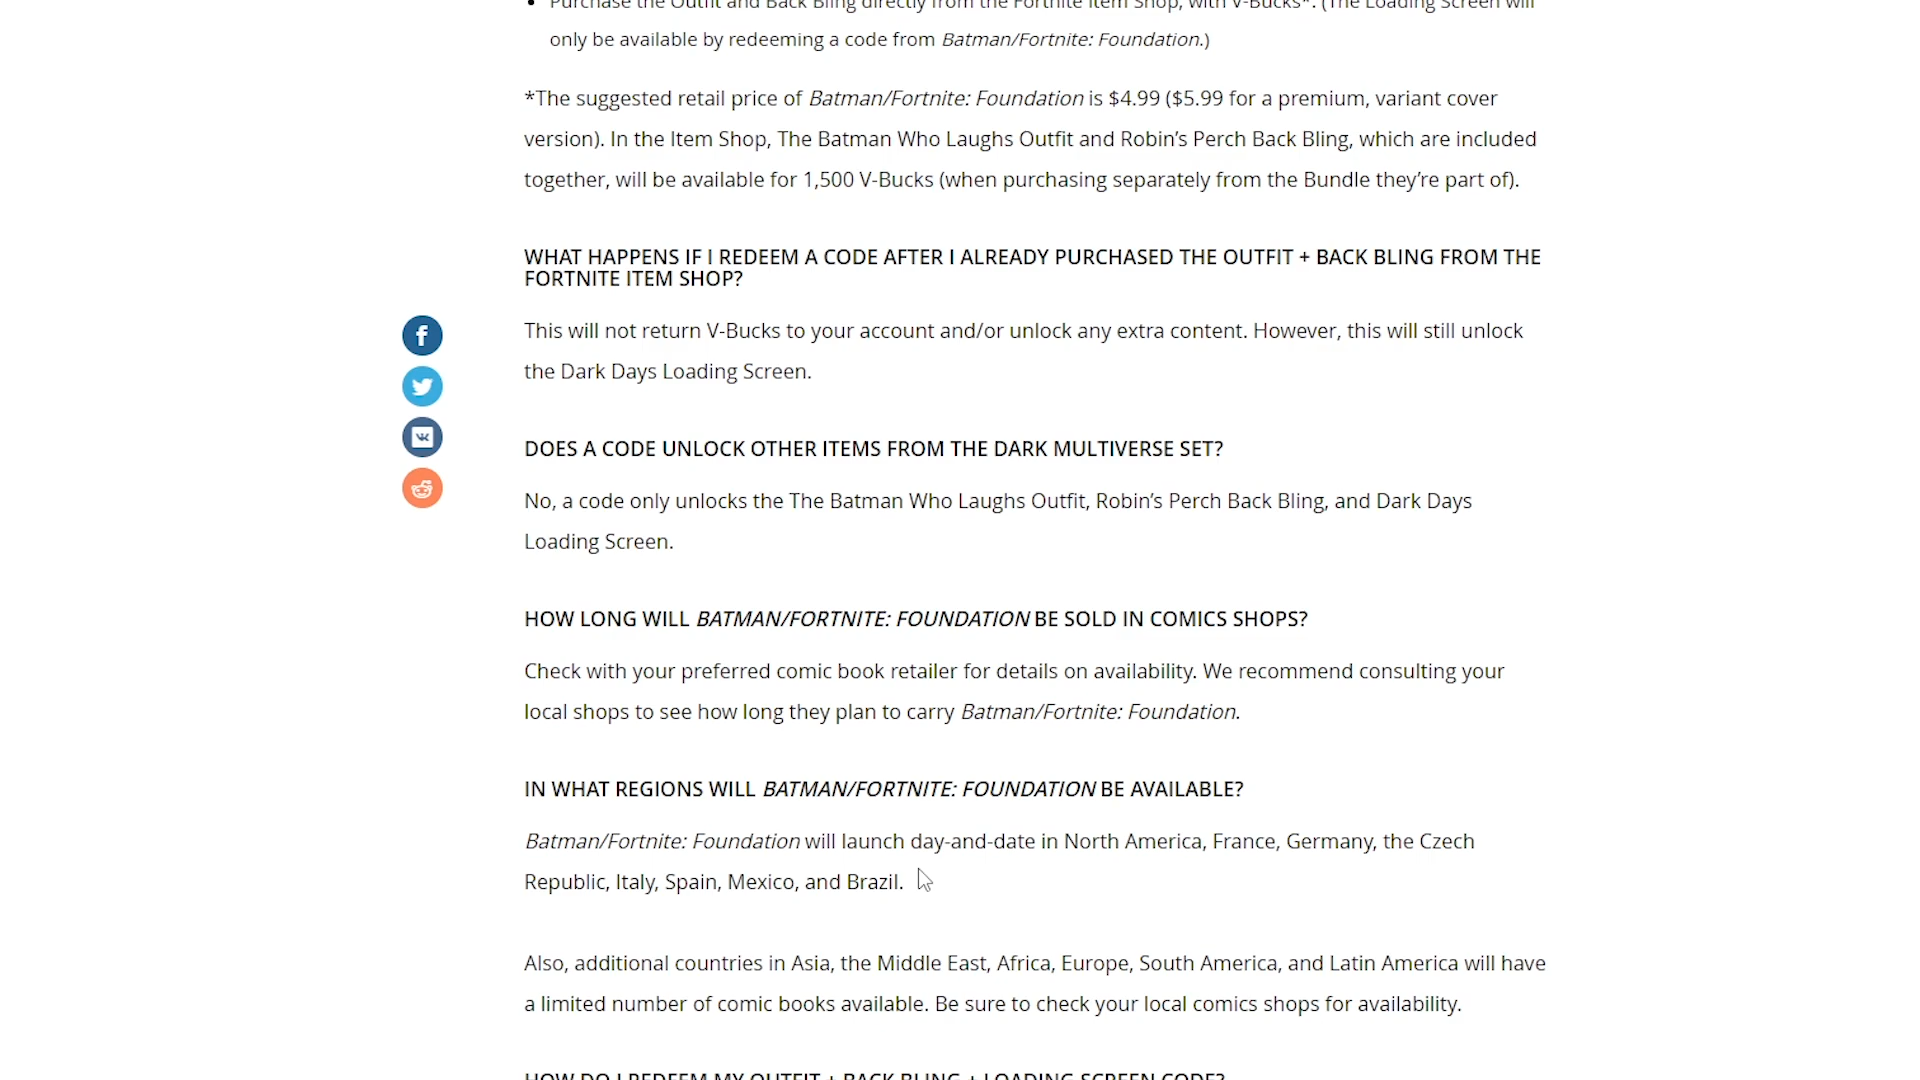 Purchase the Outfit and Back Bling directly from the Fortnite Item Shop, with V-Bucks*. (The Loading Screen will
only be available by redeeming a code from Batman/Fortnite: Foundation.)
*The suggested retail price of Batman/Fortnite: Foundation is $4.99 ($5.99 for a premium, variant cover
version). In the Item Shop, The Batman Who Laughs Outfit and Robin’s Perch Back Bling, which are included
together, will be available for 1,500 V-Bucks (when purchasing separately from the Bundle they’re part of).
WHAT HAPPENS IF I REDEEM A CODE AFTER I ALREADY PURCHASED THE OUTFIT + BACK BLING FROM THE
FORTNITE ITEM SHOP?
This will not return V-Bucks to your account and/or unlock any extra content. However, this will still unlock
the Dark Days Loading Screen.
DOES A CODE UNLOCK OTHER ITEMS FROM THE DARK MULTIVERSE SET?
No, a code only unlocks the The Batman Who Laughs Outfit, Robin’s Perch Back Bling, and Dark Days
Loading Screen.
HOW LONG WILL BATMAN/FORTNITE: FOUNDATION BE SOLD IN COMICS SHOPS?
Check with your preferred comic book retailer for details on availability. We recommend consulting your
local shops to see how long they plan to carry Batman/Fortnite: Foundation.
IN WHAT REGIONS WILL BATMAN/FORTNITE: FOUNDATION BE AVAILABLE?
Batman/Fortnite: Foundation will launch day-and-date in North America, France, Germany, the Czech
Republic, Italy, Spain, Mexico, and Brazil.
Also, additional countries in Asia, the Middle East, Africa, Europe, South America, and Latin America will have
a limited number of comic books available. Be sure to check your local comics shops for availability.
HOW DO I REDEEM MY OUTFIT + BACK BLING + LOADING SCREEN CODE?